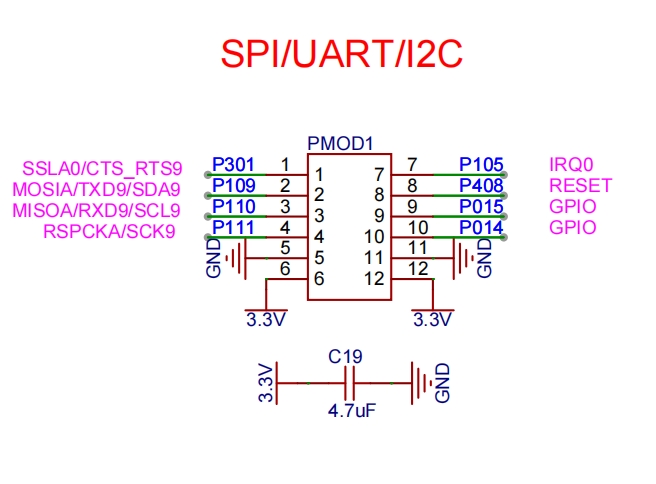 SPI/UART/I2C
PMOD1
SSLA0/CTS_RTS9 P301 1 1 7 7 P105 IRQ0
MOSIA/TXD9/SDA9 P109 2 2 8 8 P408 RESET
MISOA/RXD9/SCL9 P110 3 3 9 9 P015 GPIO
RSPCKA/SCK9 P111 4 4 10 10 P014 GPIO
GND 5 5 11 11 GND
6 6 12 12
3.3V 3.3V
C19
3.3V GND
4.7uF